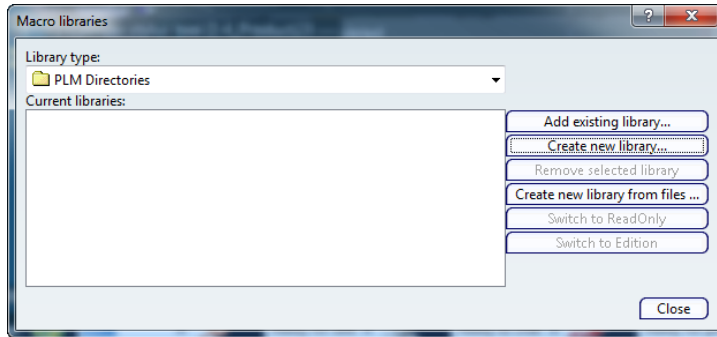 Macro libraries
Library type:
PLM Directories
Current libraries:
Add existing library...
Create new library...
Remove selected library
Create new library from files ...
Switch to ReadOnly
Switch to Edition
Close